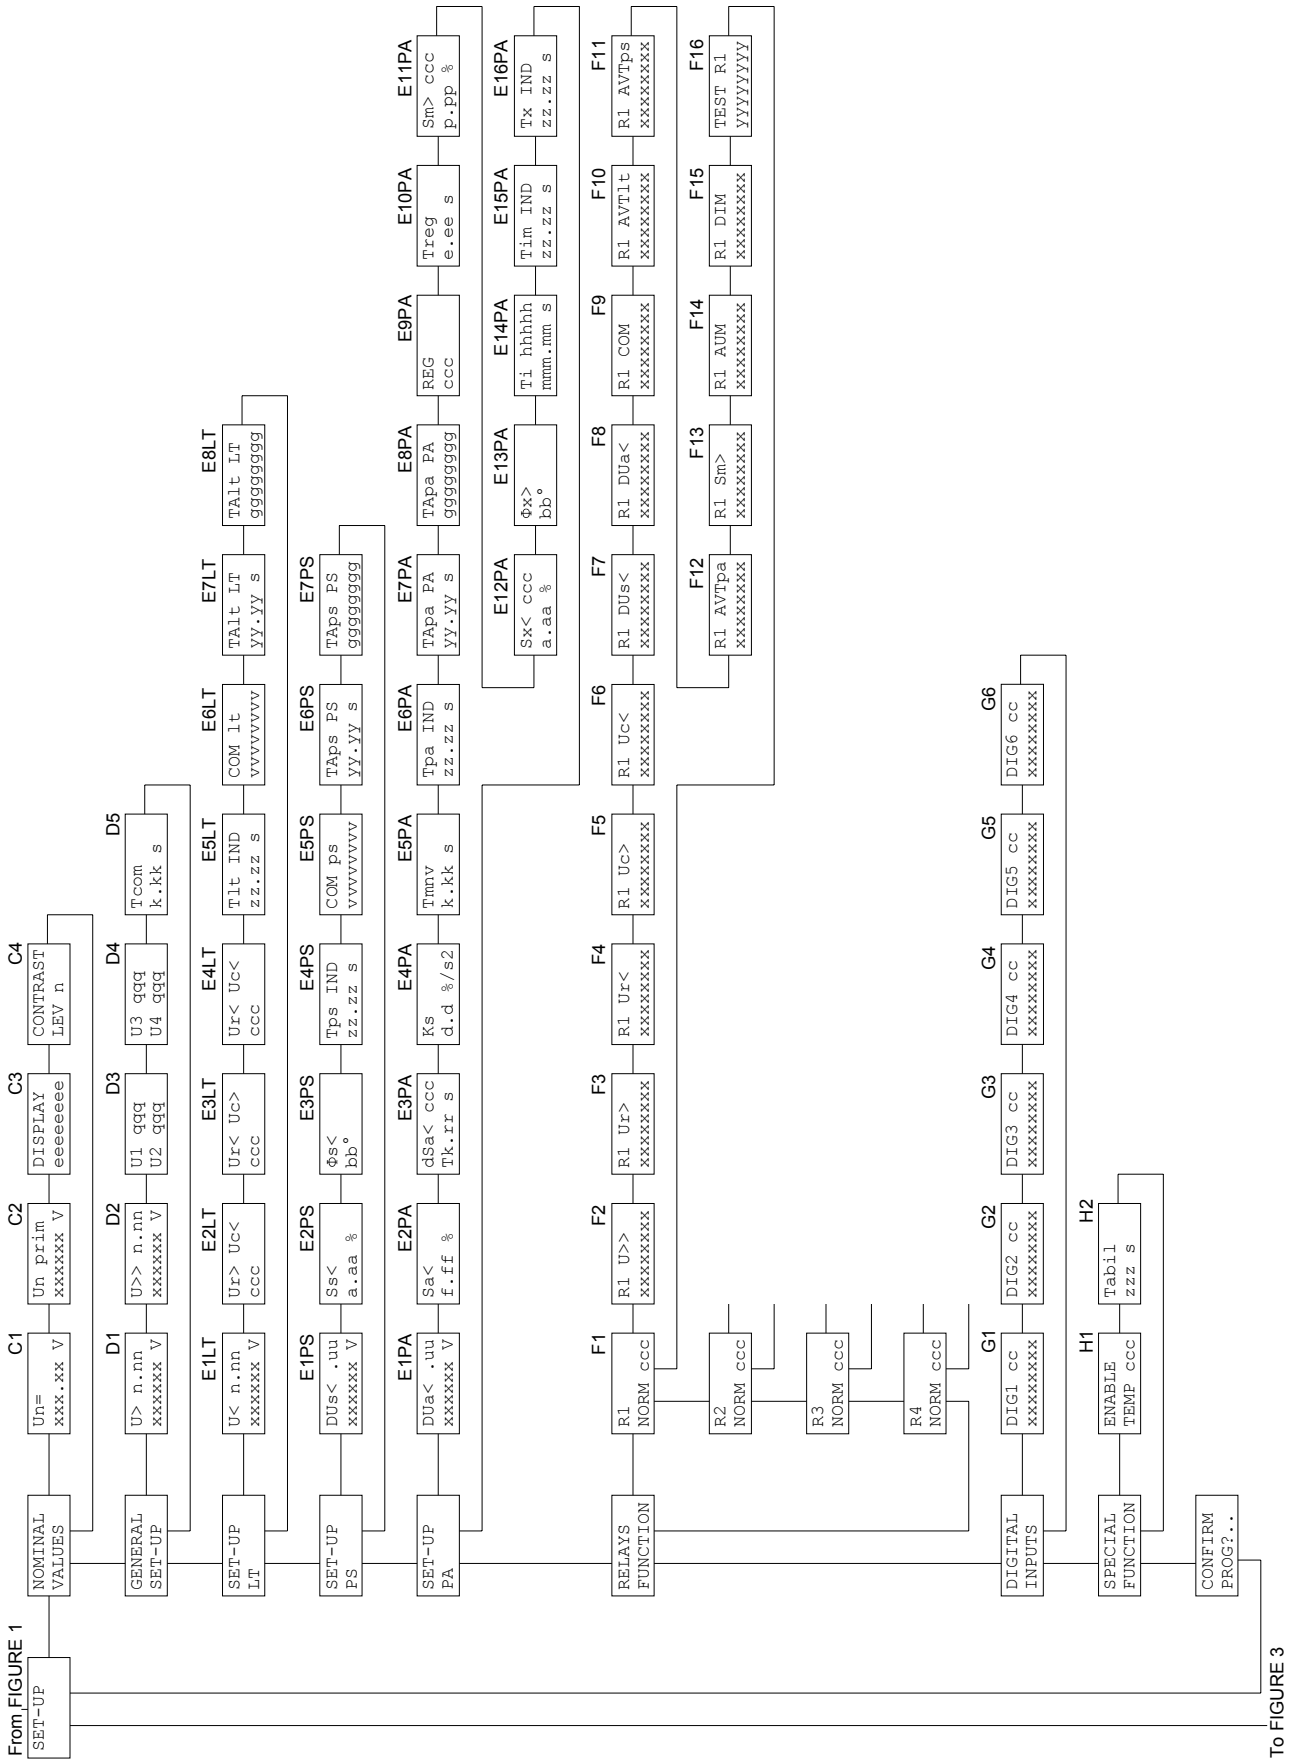 From FIGURE 1
SET-UP
NOMINAL
VALUES
C1
Un=
xxx.xx V
C2
Un prim
xxxxxx V
C3
DISPLAY
eeeeeeee
C4
CONTRAST
LEV n
GENERAL
SET-UP
D1
U> n.nn
xxxxxx V
D2
U>> n.nn
xxxxxx V
D3
U1 qqq
U2 qqq
D4
U3 qqq
U4 qqq
D5
Tcom
k.kk s
SET-UP
LT
E1LT
U< n.nn
xxxxxx V
E2LT
Ur> Uc<
ccc
E3LT
Ur< Uc>
ccc
E4LT
Ur< Uc<
ccc
E5LT
Tlt IND
zz.zz s
E6LT
COM lt
vvvvvvvv
E7LT
TAlt LT
yy.yy s
E8LT
TAlt LT
gggggggg
SET-UP
PS
E1PS
DUs< .uu
xxxxxx V
E2PS
Ss<
a.aa %
E3PS
Φs<
bb°
E4PS
Tps IND
zz.zz s
E5PS
COM ps
vvvvvvvv
E6PS
TAps PS
yy.yy s
E7PS
TAps PS
gggggggg
SET-UP
PA
E1PA
DUa< .uu
xxxxxx V
E2PA
Sa<
f.ff %
E3PA
dSa< ccc
Tk.rr s
E4PA
Ks
d.d %/s2
E5PA
Tmnv
k.kk s
E6PA
Tpa IND
zz.zz s
E7PA
TApa PA
yy.yy s
E8PA
TApa PA
gggggggg
E9PA
REG
ccc
E10PA
Treg
e.ee s
E11PA
Sm> ccc
p.pp %
E12PA
Sx< ccc
a.aa %
E13PA
Φx>
bb°
E14PA
Ti hhhhh
mmm.mm s
E15PA
Tim IND
zz.zz s
E16PA
Tx IND
zz.zz s
RELAYS
FUNCTION
F1
R1
NORM ccc
F2
R1 U>>
xxxxxxxx
F3
R1 Ur>
xxxxxxxx
F4
R1 Ur<
xxxxxxxx
F5
R1 Uc>
xxxxxxxx
F6
R1 Uc<
xxxxxxxx
F7
R1 DUs<
xxxxxxxx
F8
R1 DUa<
xxxxxxxx
F9
R1 COM
xxxxxxxx
F10
R1 AVTlt
xxxxxxxx
F11
R1 AVTps
xxxxxxxx
F12
R1 AVTpa
xxxxxxxx
F13
R1 Sm>
xxxxxxxx
F14
R1 AUM
xxxxxxxx
F15
R1 DIM
xxxxxxxx
F16
TEST R1
yyyyyyyy
R2
NORM ccc
R3
NORM ccc
R4
NORM ccc
DIGITAL
INPUTS
G1
DIG1 cc
xxxxxxxx
G2
DIG2 cc
xxxxxxxx
G3
DIG3 cc
xxxxxxxx
G4
DIG4 cc
xxxxxxxx
G5
DIG5 cc
xxxxxxxx
G6
DIG6 cc
xxxxxxxx
SPECIAL
FUNCTION
H1
ENABLE
TEMP ccc
H2
Tabil
zzz s
CONFIRM
PROG?..
To FIGURE 3